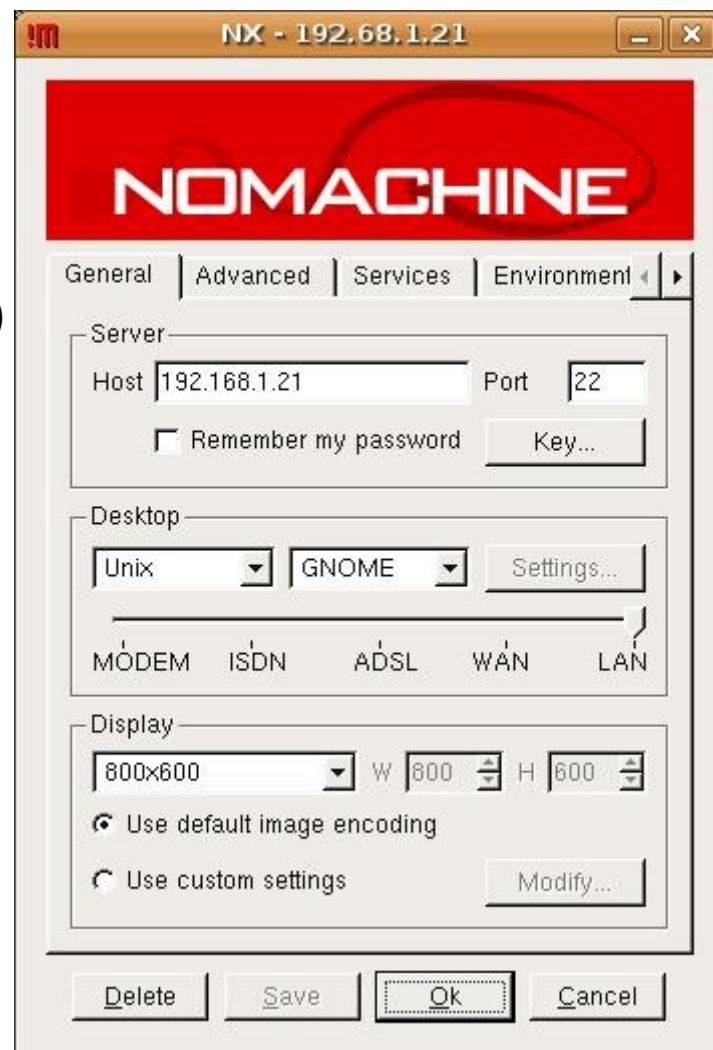 !M NX - 192.68.1.21
NOMACHINE
General Advanced Services Environment
)
Server
Host 192.168.1.21 Port 22
Remember my password Key...
Desktop
Unix GNOME Settings...
MODEM ISDN ADSL WAN LAN
Display
800x600 W 800 H 600
Use default image encoding
Use custom settings Modify...
Delete Save Ok Cancel